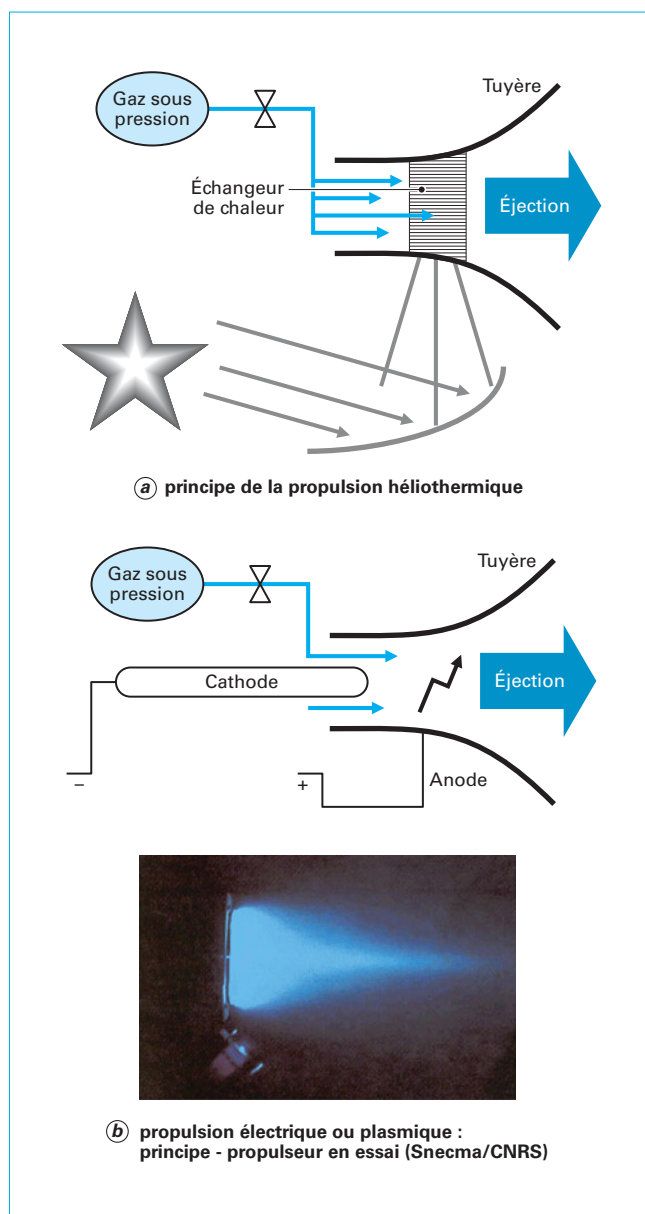 Gaz sous
pression
Tuyère
Échangeur
de chaleur
Éjection
a principe de la propulsion héliothermique
Gaz sous
pression
Tuyère
Cathode
Éjection
–
+
Anode
b propulsion électrique ou plasmique :
principe - propulseur en essai (Snecma/CNRS)